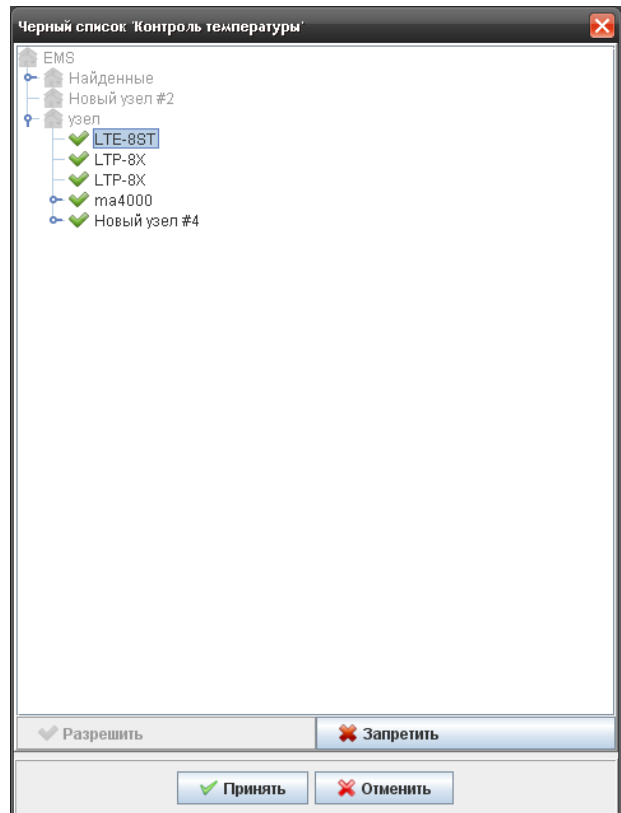 Черный список 'Контроль температуры'
EMS
Найденные
Новый узел #2
узел
LTE-8ST
LTP-8X
LTP-8X
ma4000
Новый узел #4
Разрешить
Запретить
Принять
Отменить